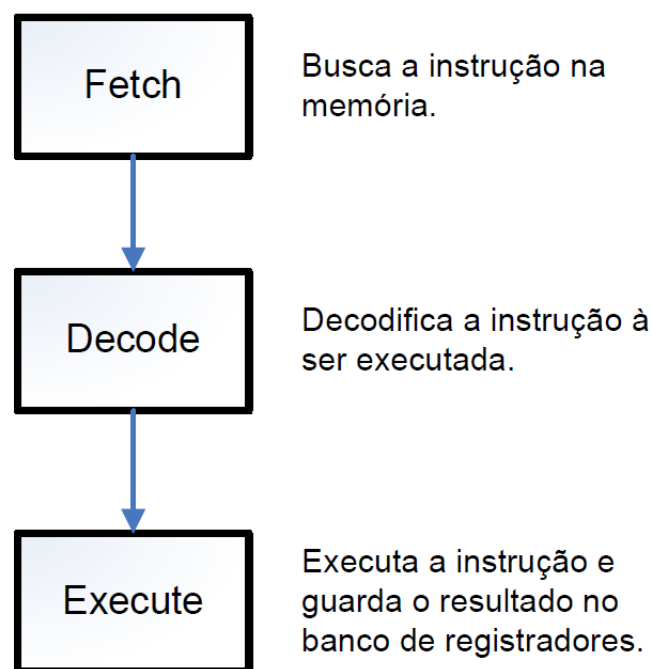 Fetch
Busca a instrução na
memória.
Decode
Decodifica a instrução à
ser executada.
Execute
Executa a instrução e
guarda o resultado no
banco de registradores.